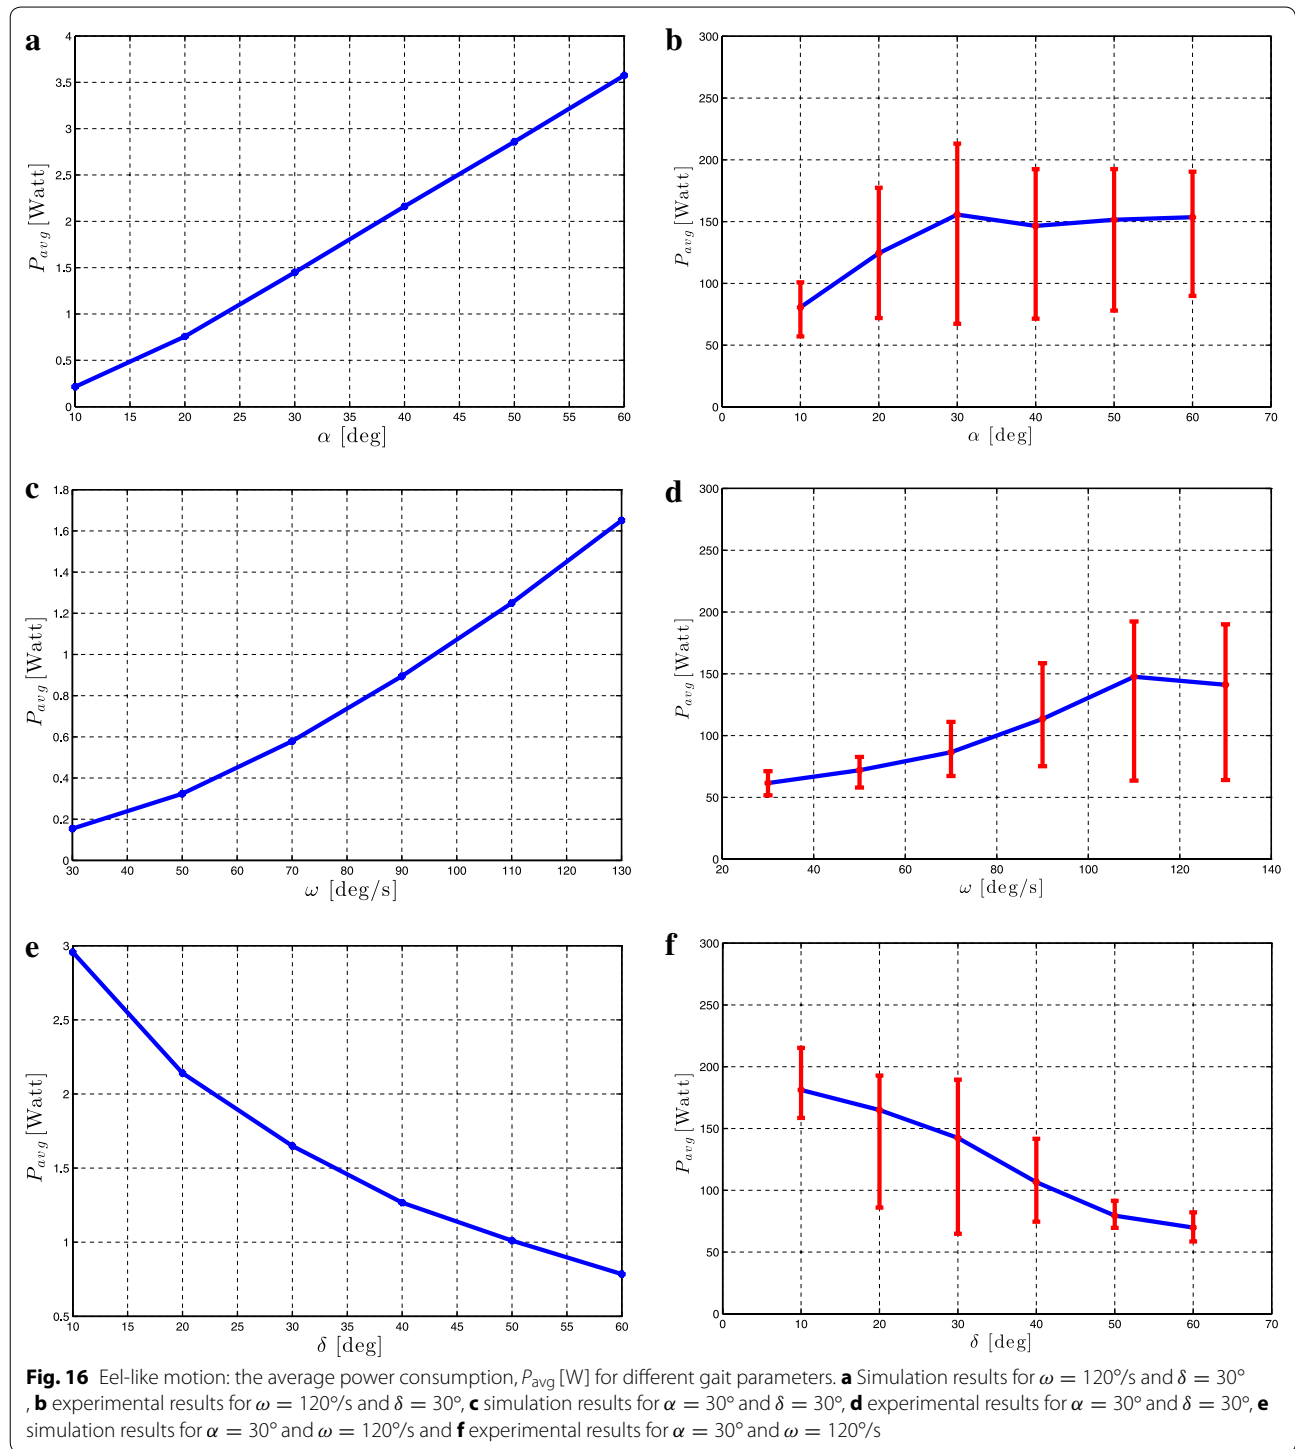 a
4
3.5
3
2.5
2
1.5
1
0.5
0
10 15 20 25 30 35 40 45 50 55 60
P_avg [Watt]
α [deg]
b
300
250
200
150
100
50
0
0 10 20 30 40 50 60 70
P_avg [Watt]
α [deg]
c
1.8
1.6
1.4
1.2
1
0.8
0.6
0.4
0.2
0
30 40 50 60 70 80 90 100 110 120 130
P_avg [Watt]
ω [deg/s]
d
300
250
200
150
100
50
0
20 40 60 80 100 120 140
P_avg [Watt]
ω [deg/s]
e
3
2.5
2
1.5
1
0.5
10 15 20 25 30 35 40 45 50 55 60
P_avg [Watt]
δ [deg]
f
300
250
200
150
100
50
0
0 10 20 30 40 50 60 70
P_avg [Watt]
δ [deg]
Fig. 16 Eel-like motion: the average power consumption, P_avg [W] for different gait parameters. a Simulation results for ω = 120°/s and δ = 30°
, b experimental results for ω = 120°/s and δ = 30°, c simulation results for α = 30° and δ = 30°, d experimental results for α = 30° and δ = 30°, e
simulation results for α = 30° and ω = 120°/s and f experimental results for α = 30° and ω = 120°/s